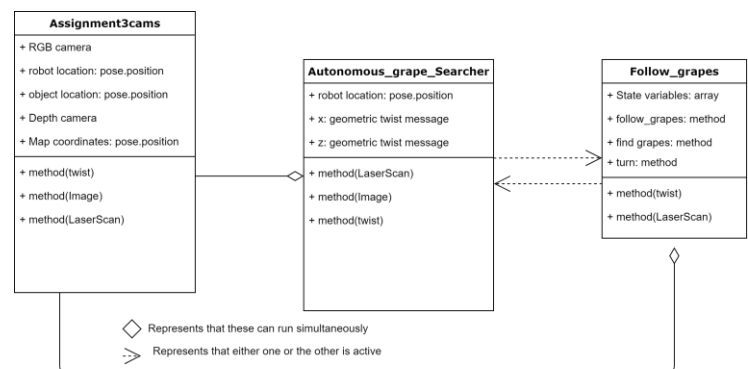 Assignment3cams
+ RGB camera
+ robot location: pose.position
+ object location: pose.position
+ Depth camera
+ Map coordinates: pose.position
+ method(twist)
+ method(Image)
+ method(LaserScan)
Autonomous_grape_Searcher
+ robot location: pose.position
+ x: geometric twist message
+ z: geometric twist message
+ method(LaserScan)
+ method(Image)
+ method(twist)
Follow_grapes
+ State variables: array
+ follow_grapes: method
+ find grapes: method
+ turn: method
+ method(twist)
+ method(LaserScan)
Represents that these can run simultaneously
Represents that either one or the other is active